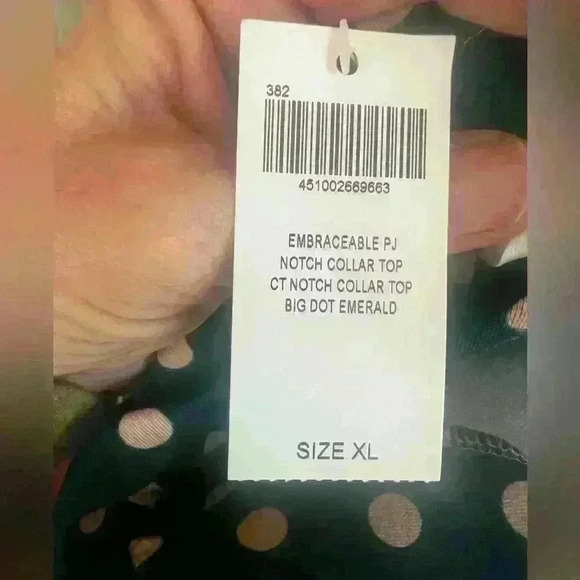 382
451002669663
EMBRACEABLE PJ
NOTCH COLLAR TOP
CT NOTCH COLLAR TOP
BIG DOT EMERALD
SIZE XL